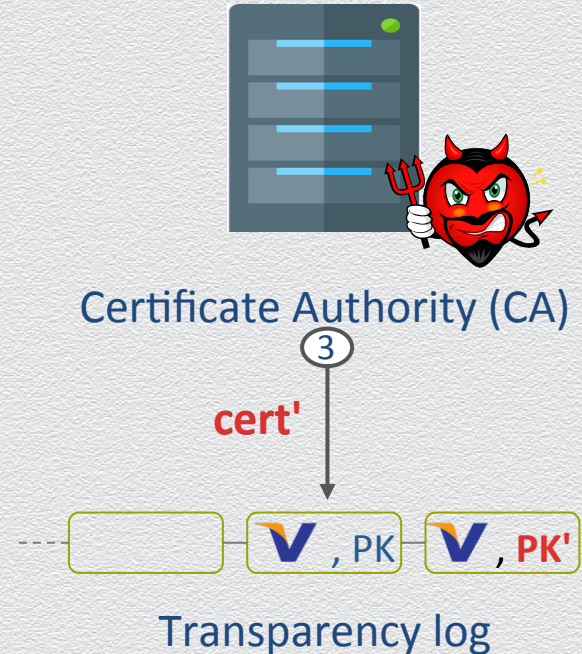 Certificate Authority (CA)
3
cert'
, PK
, PK'
Transparency log